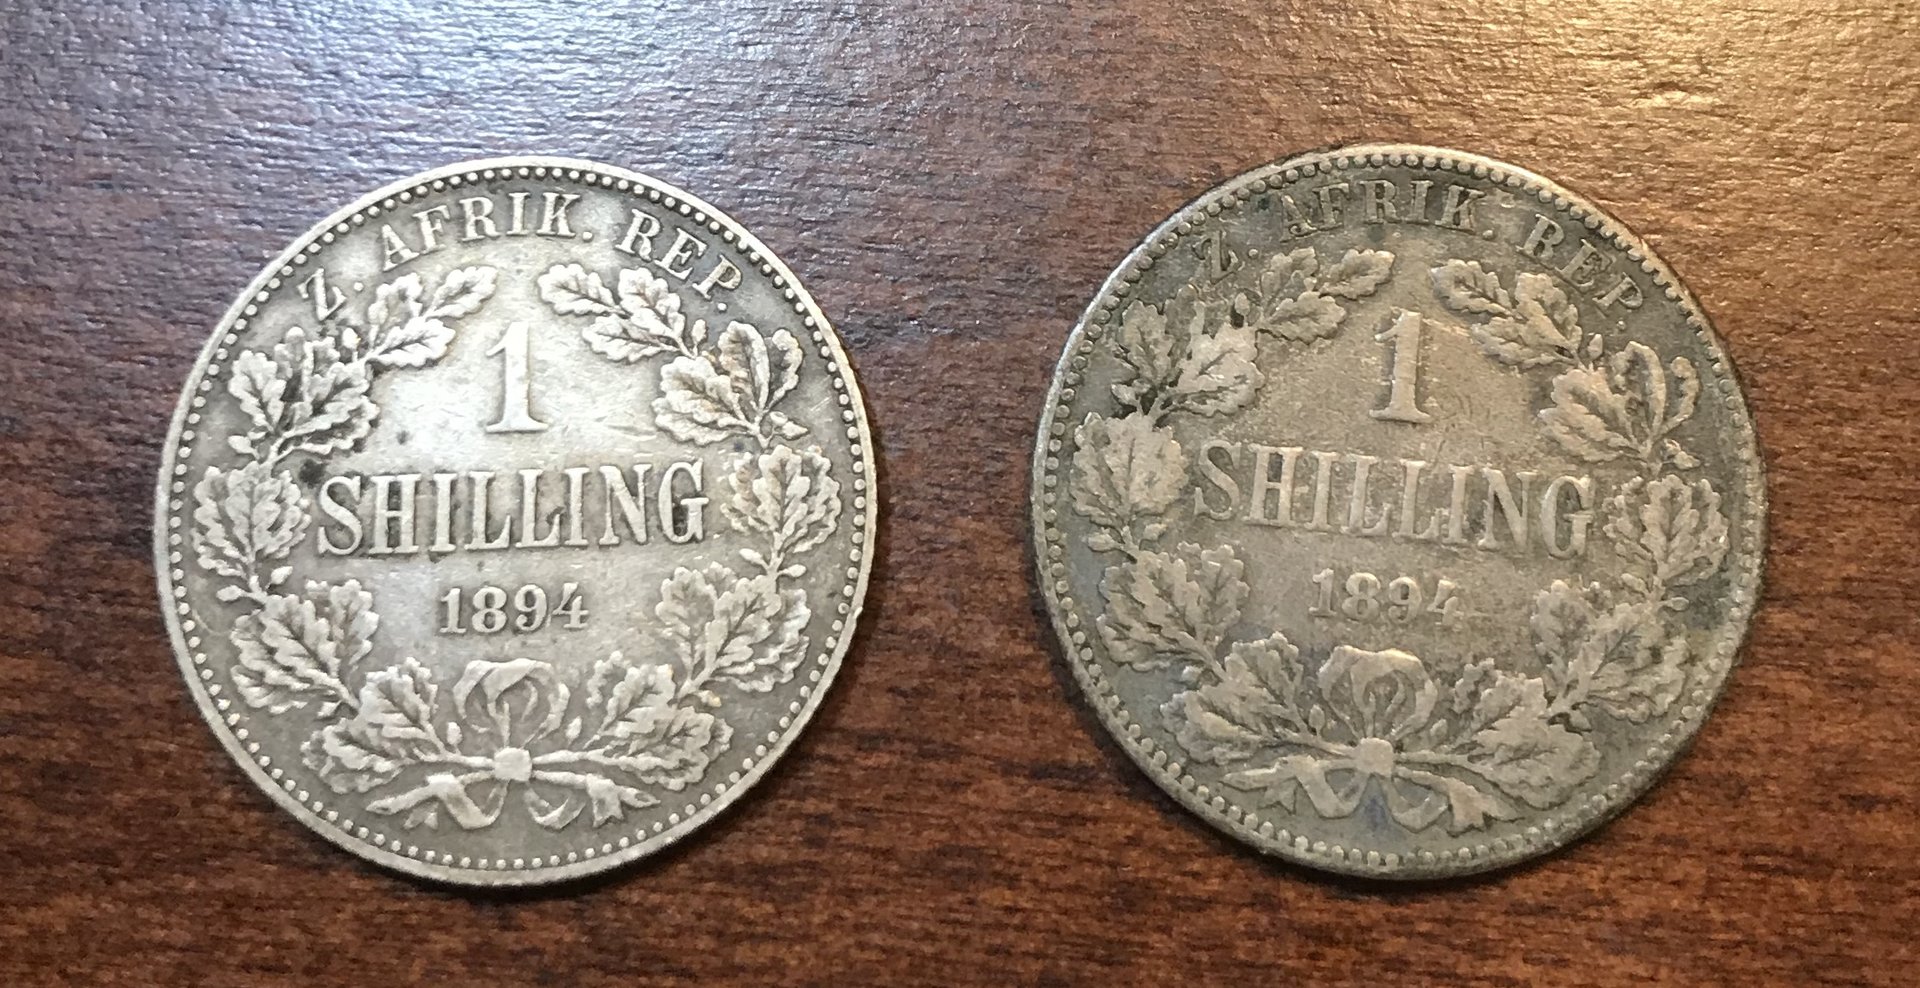 Z. AFRIK. REP.
1
SHILLING
1894
Z. AFRIK. REP.
1
SHILLING
1894